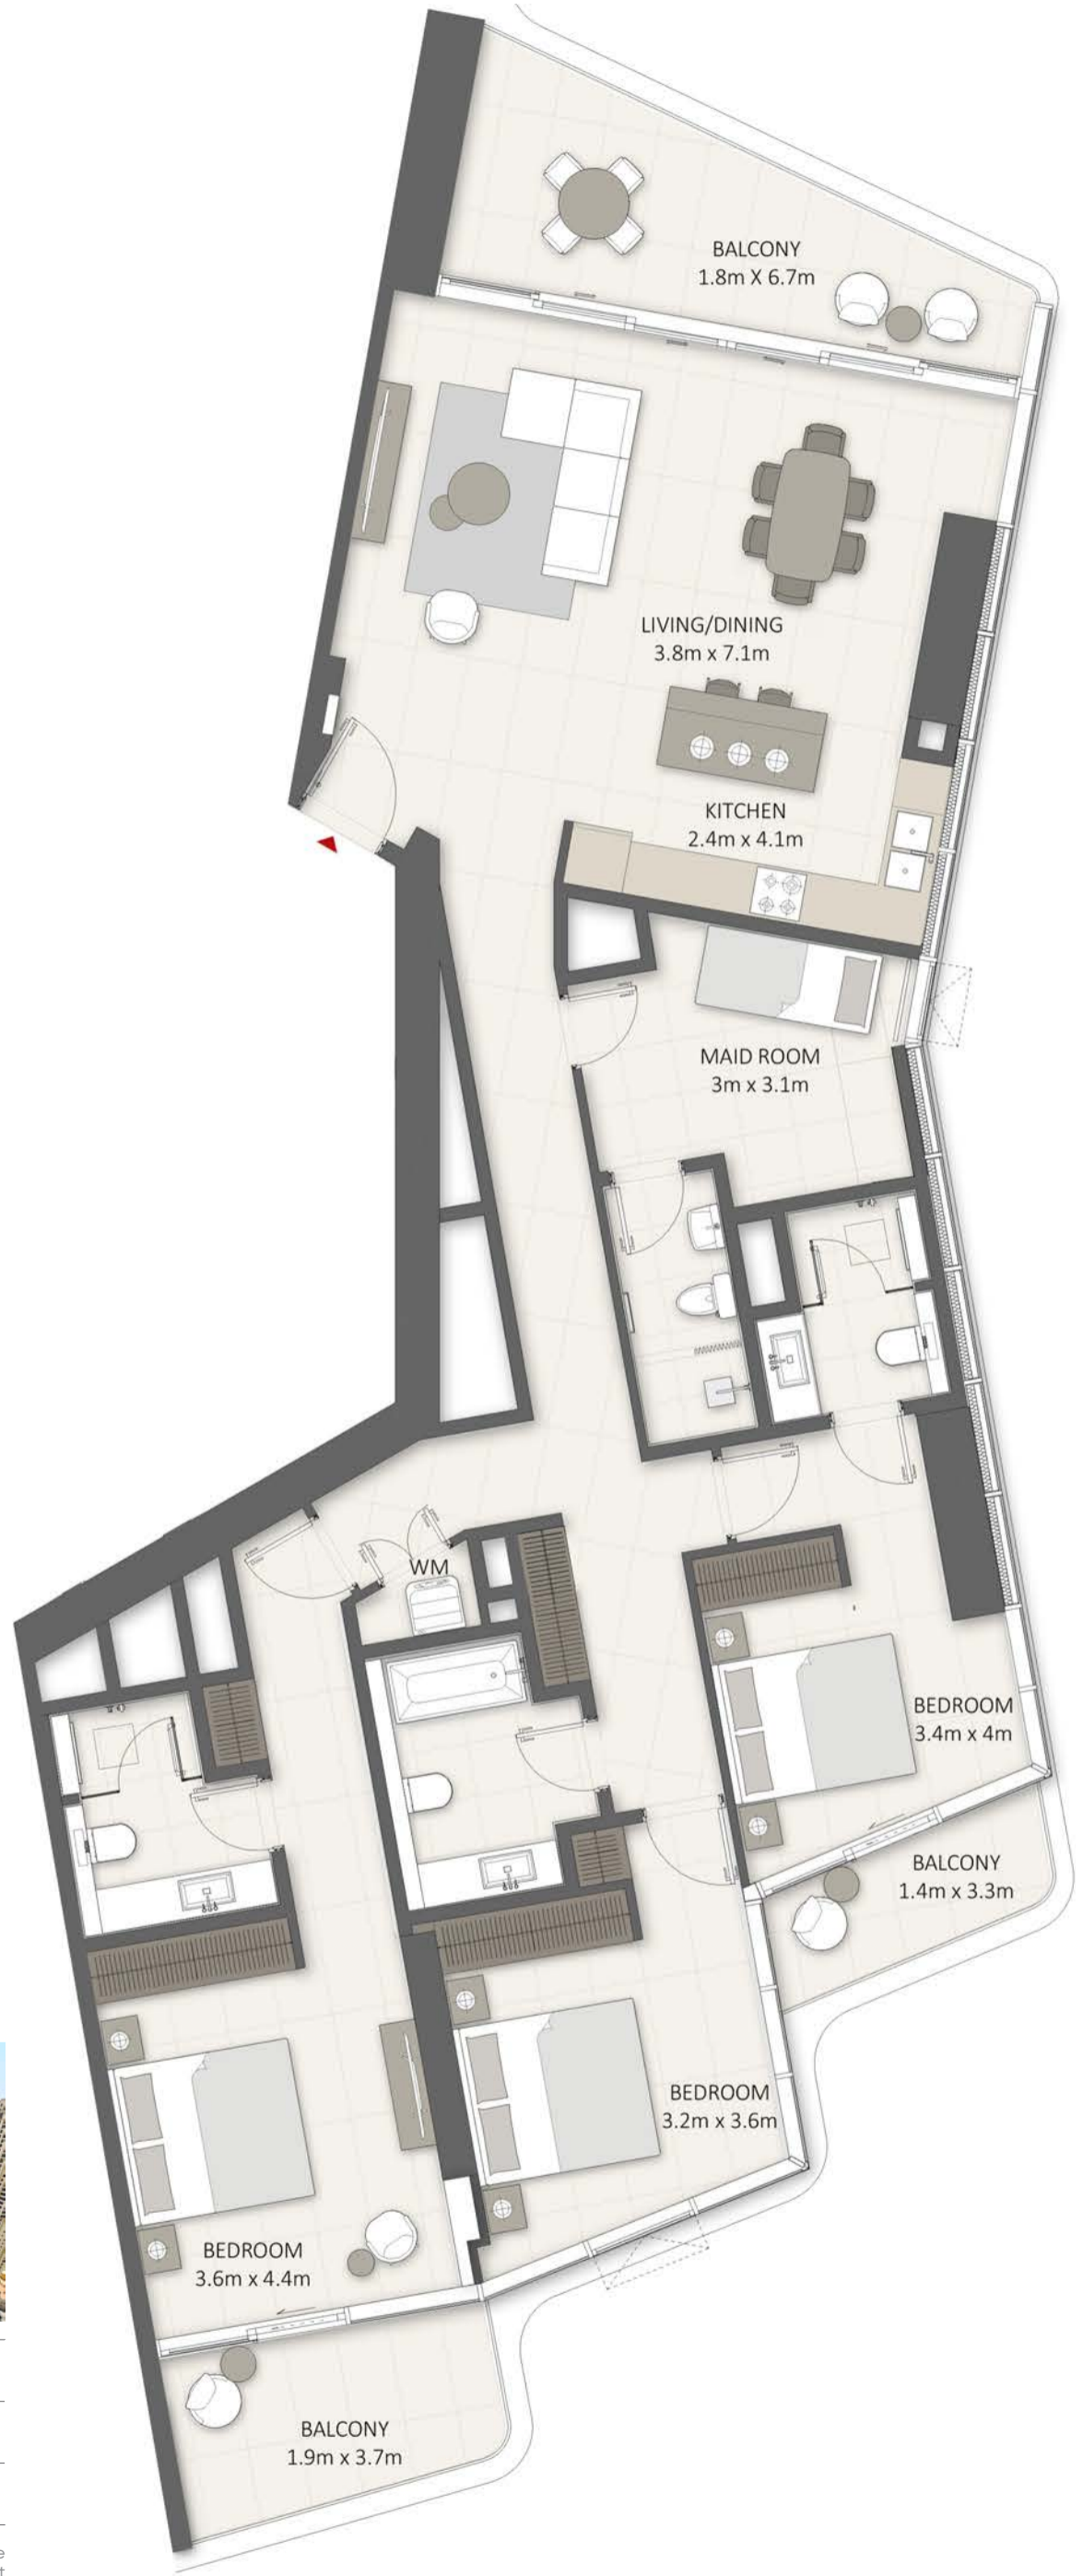 BALCONY
1.8m X 6.7m
LIVING/DINING
3.8m x 7.1m
KITCHEN
2.4m x 4.1m
MAID ROOM
3m x 3.1m
WM
BEDROOM
3.4m x 4m
BALCONY
1.4m x 3.3m
BEDROOM
3.2m x 3.6m
BEDROOM
3.6m x 4.4m
BALCONY
1.9m x 3.7m
e
t